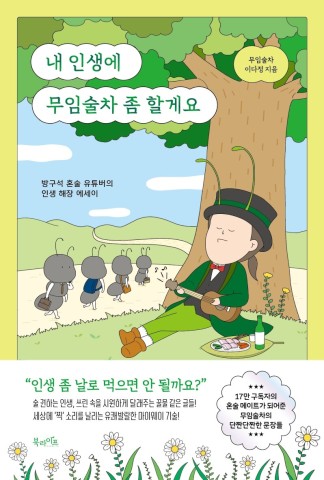 내 인생에
무임술차 좀 할게요
무임술차
이다정 지음
방구석 혼술 유튜버의
인생 해장 에세이
“인생 좀 날로 먹으면 안 될까요?”
술 권하는 인생, 쓰린 속을 시원하게 달래주는 꿀물 같은 글들!
세상에 ‘픽’ 소리를 날리는 유쾌발랄한 마이웨이 기술!
★★★
17만 구독자의
혼술 메이트가 되어준
무임술차의
단짠단짠한 문장들
★★★
북라이프